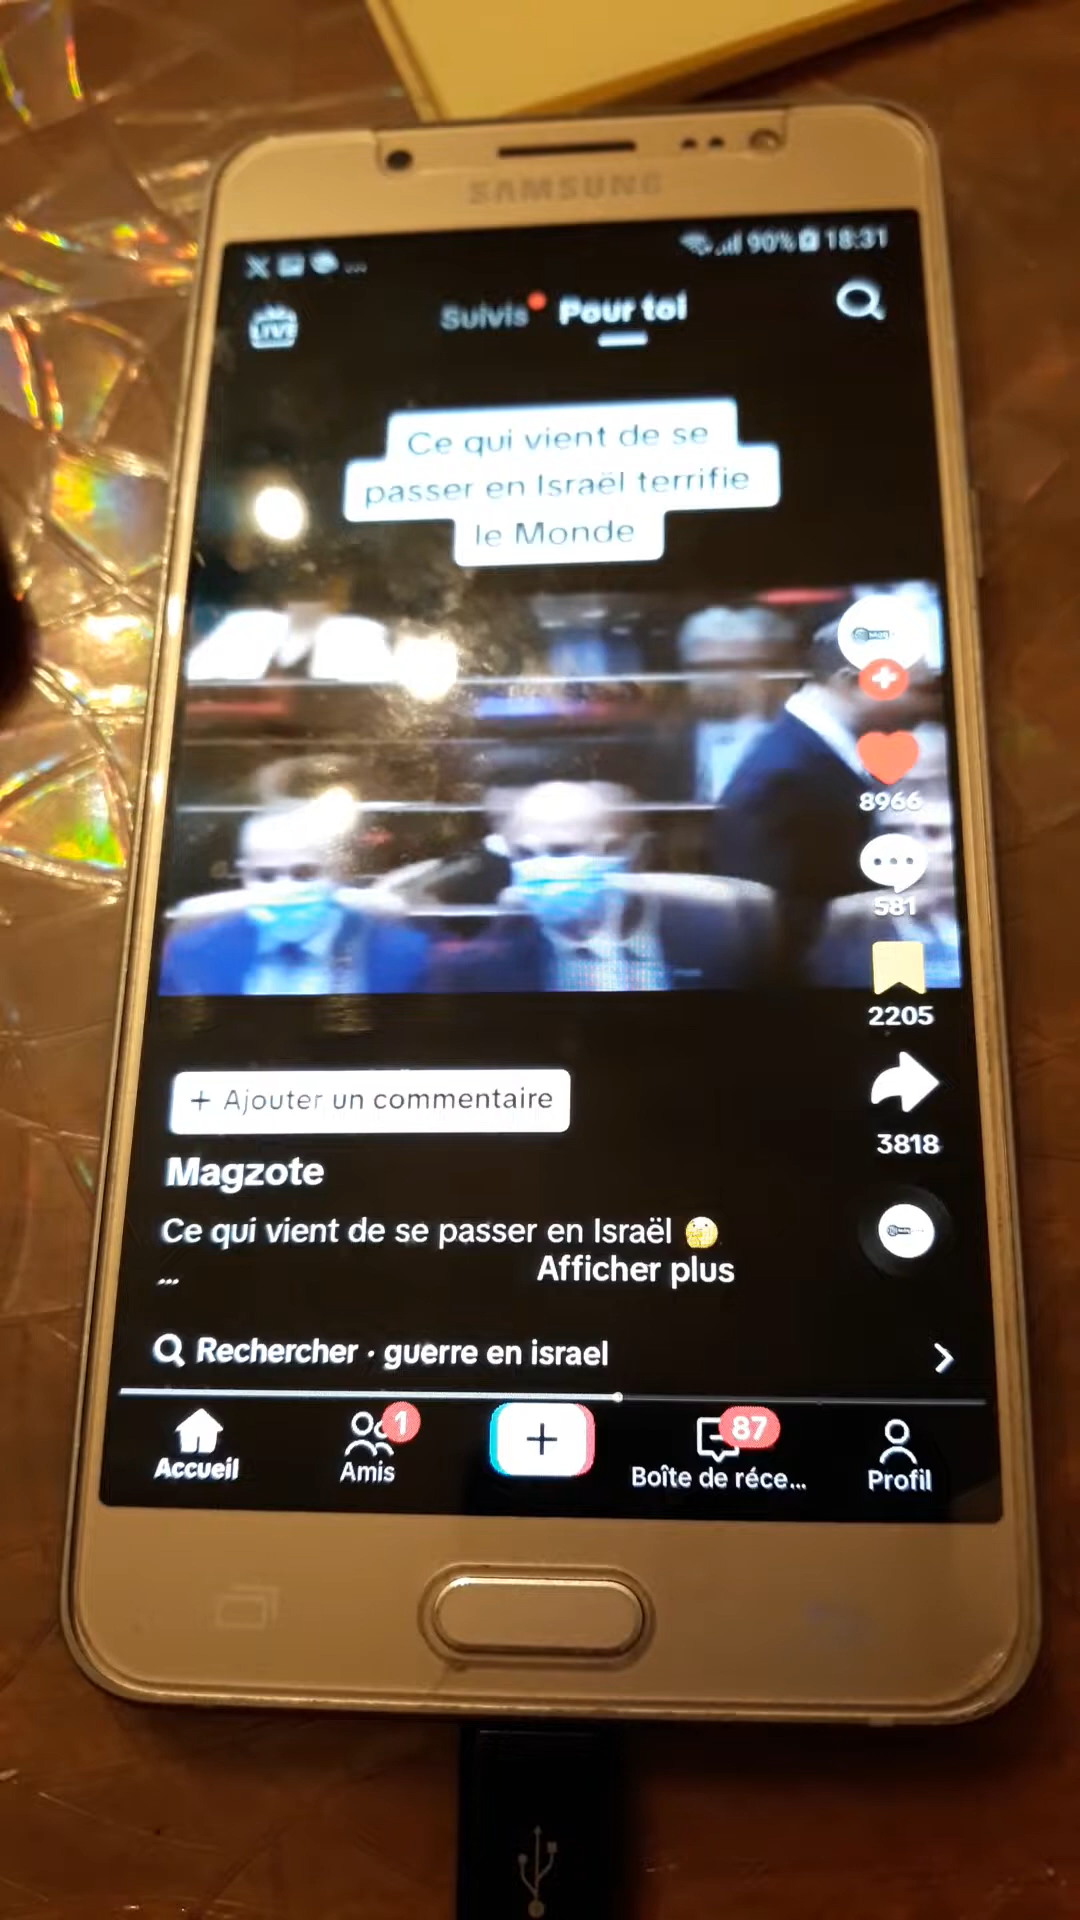 SAMSUNG
90% 18:31
LIVE
Suivis Pour toi
Ce qui vient de se
passer en Israël terrifie
le Monde
8966
581
2205
3818
+ Ajouter un commentaire
Magzote
Ce qui vient de se passer en Israël 🤔
... Afficher plus
Rechercher · guerre en israel
1
87
Accueil
Amis
Boîte de réce...
Profil